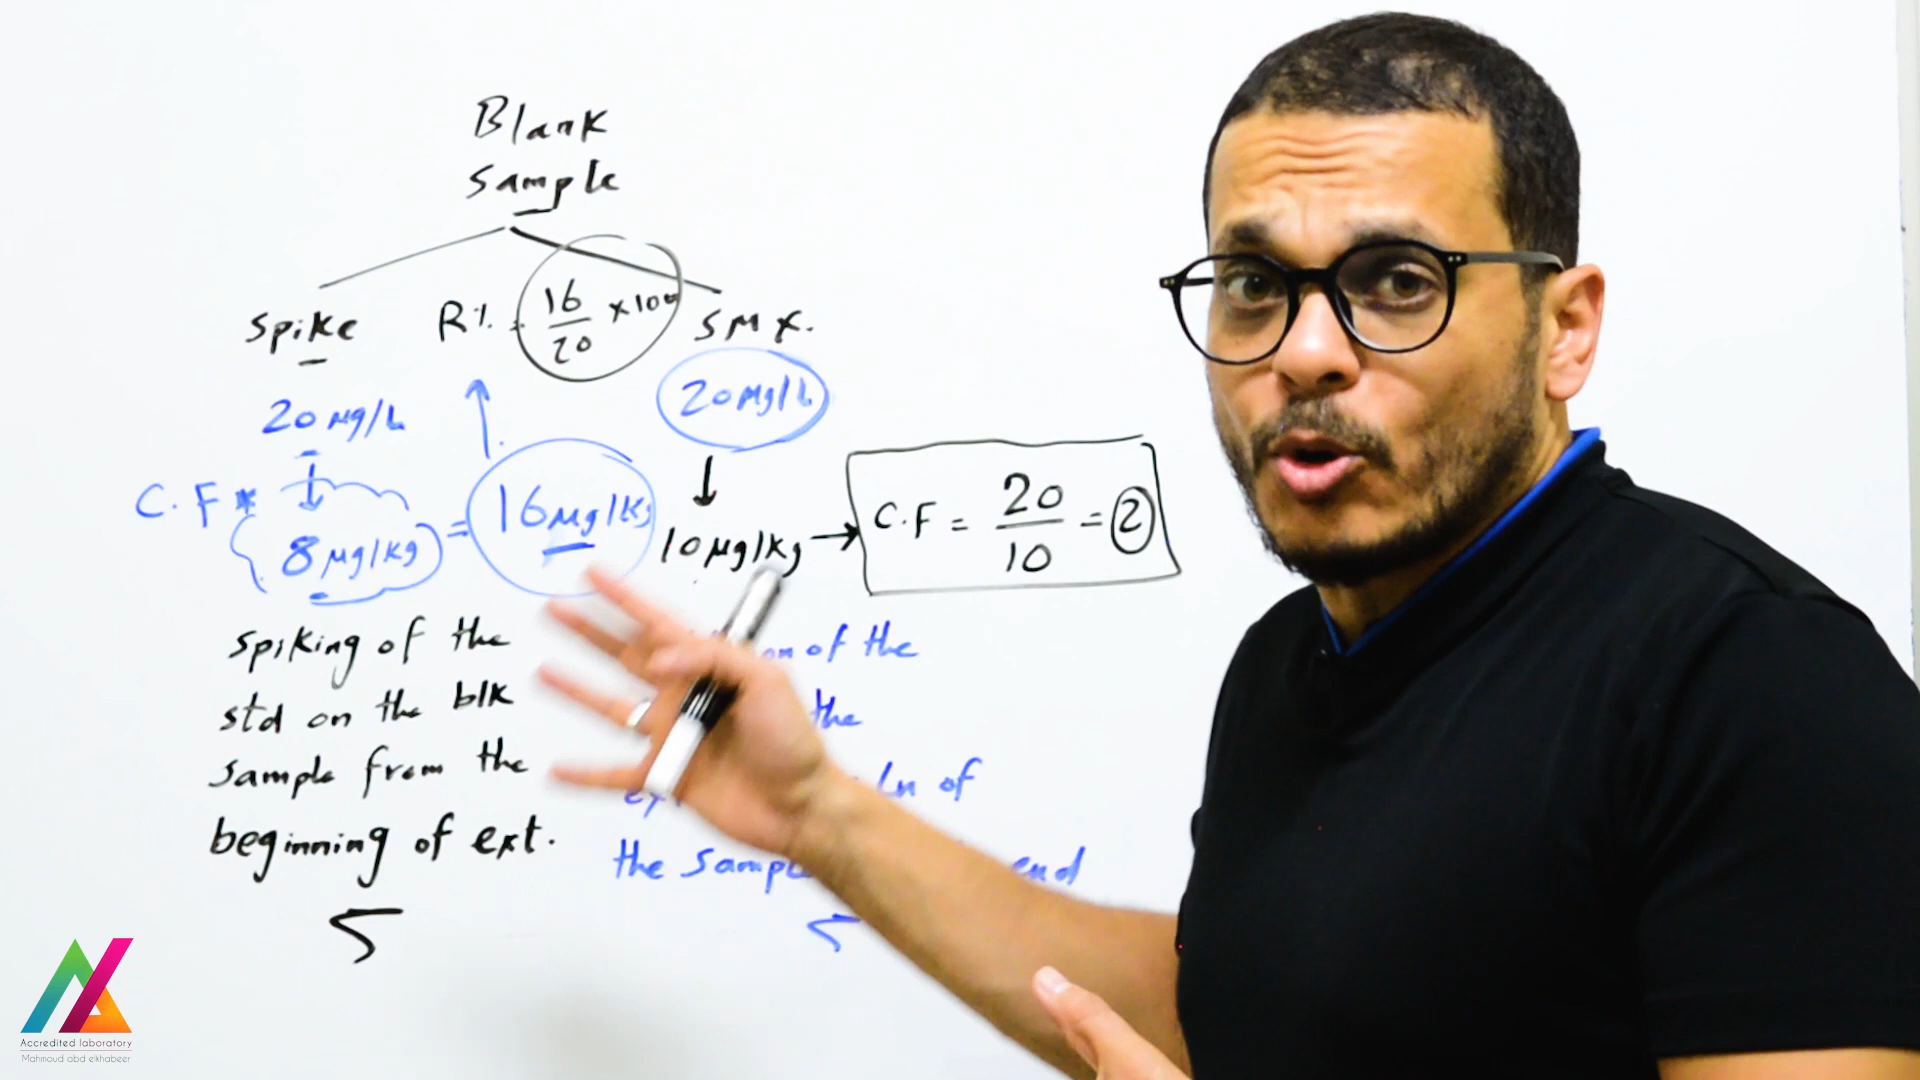 Blank
Sample
Spike
R% = 16/20 x100
SMX.
20 μg/L
20 μg/L
C.F *
8 μg/kg
= 16 μg/kg
10 μg/kg
→ C.F = 20/10 = 2
spiking of the
std on the blk
sample from the
beginning of ext.
of the
the
of
the sample
end
5
Accredited laboratory
Mahmoud abd elkhabeer